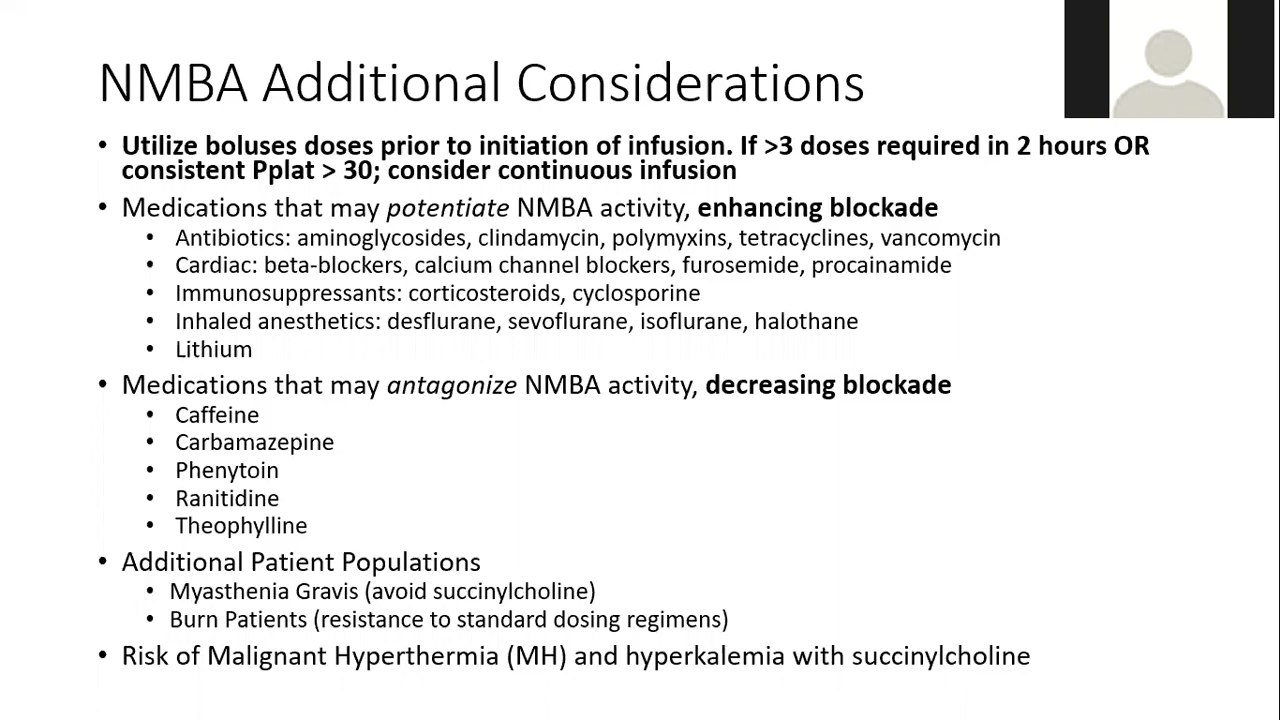 NMBA Additional Considerations
• Utilize boluses doses prior to initiation of infusion. If >3 doses required in 2 hours OR
consistent Pplat > 30; consider continuous infusion
• Medications that may potentiate NMBA activity, enhancing blockade
• Antibiotics: aminoglycosides, clindamycin, polymyxins, tetracyclines, vancomycin
• Cardiac: beta-blockers, calcium channel blockers, furosemide, procainamide
• Immunosuppressants: corticosteroids, cyclosporine
• Inhaled anesthetics: desflurane, sevoflurane, isoflurane, halothane
• Lithium
• Medications that may antagonize NMBA activity, decreasing blockade
• Caffeine
• Carbamazepine
• Phenytoin
• Ranitidine
• Theophylline
• Additional Patient Populations
• Myasthenia Gravis (avoid succinylcholine)
• Burn Patients (resistance to standard dosing regimens)
• Risk of Malignant Hyperthermia (MH) and hyperkalemia with succinylcholine